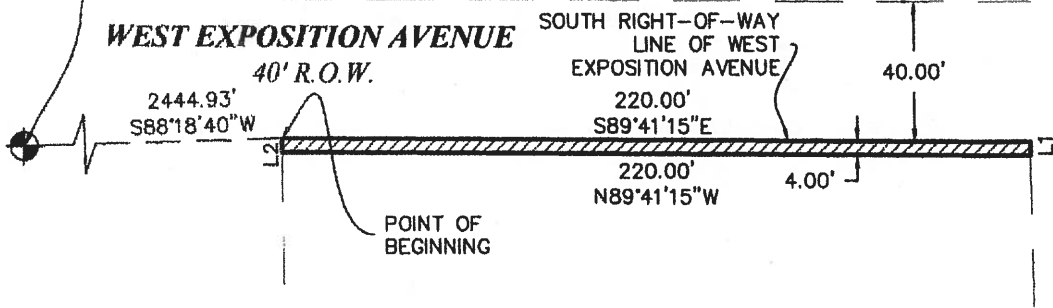 WEST EXPOSITION AVENUE
40' R.O.W.
SOUTH RIGHT-OF-WAY
LINE OF WEST
EXPOSITION AVENUE
40.00'
2444.93'
S88°18'40"W
220.00'
S89°41'15"E
L2
L1
220.00'
N89°41'15"W
4.00'
POINT OF
BEGINNING